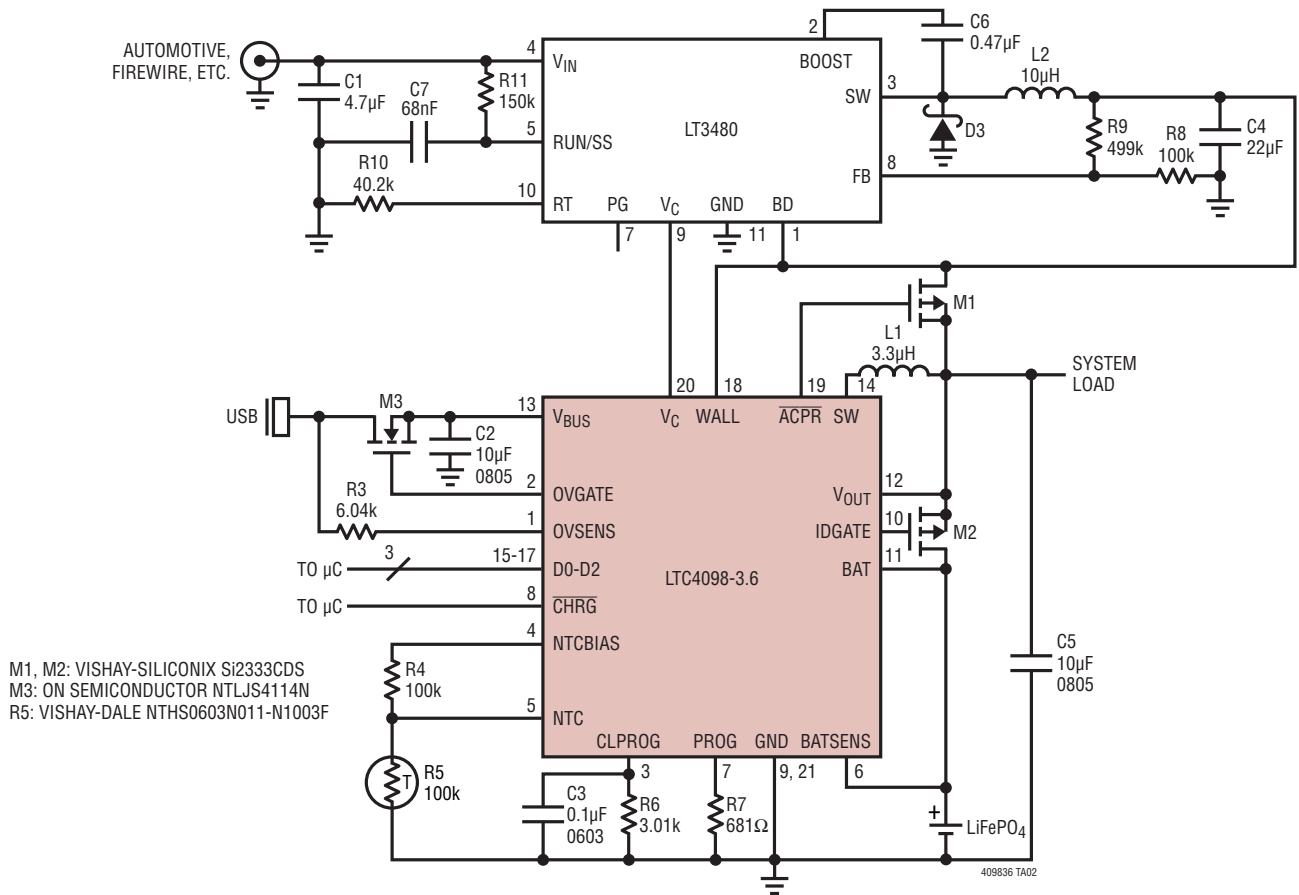 2
C6
0.47µF
AUTOMOTIVE,
FIREWIRE, ETC.
4
VIN
BOOST
L2
10µH
C1
4.7µF
C7
68nF
R11
150k
SW
3
LT3480
D3
R9
499k
R8
100k
C4
22µF
5
RUN/SS
R10
40.2k
FB
8
10
RT
PG
VC
GND
BD
7
9
11
1
M1
L1
3.3µH
SYSTEM
LOAD
20
18
19
14
USB
M3
13
VBUS
VC
WALL
ACPR
SW
C2
10µF
0805
2
OVGATE
VOUT
12
R3
6.04k
1
OVSENS
IDGATE
10
M2
3
TO µC
15-17
D0-D2
LTC4098-3.6
BAT
11
TO µC
8
CHRG
4
NTCBIAS
C5
10µF
0805
M1, M2: VISHAY-SILICONIX Si2333CDS
M3: ON SEMICONDUCTOR NTLJS4114N
R5: VISHAY-DALE NTHS0603N011-N1003F
R4
100k
5
NTC
CLPROG
PROG
GND
BATSENS
3
7
9, 21
6
T
R5
100k
C3
0.1µF
0603
R6
3.01k
R7
681Ω
+
LiFePO4
409836 TA02